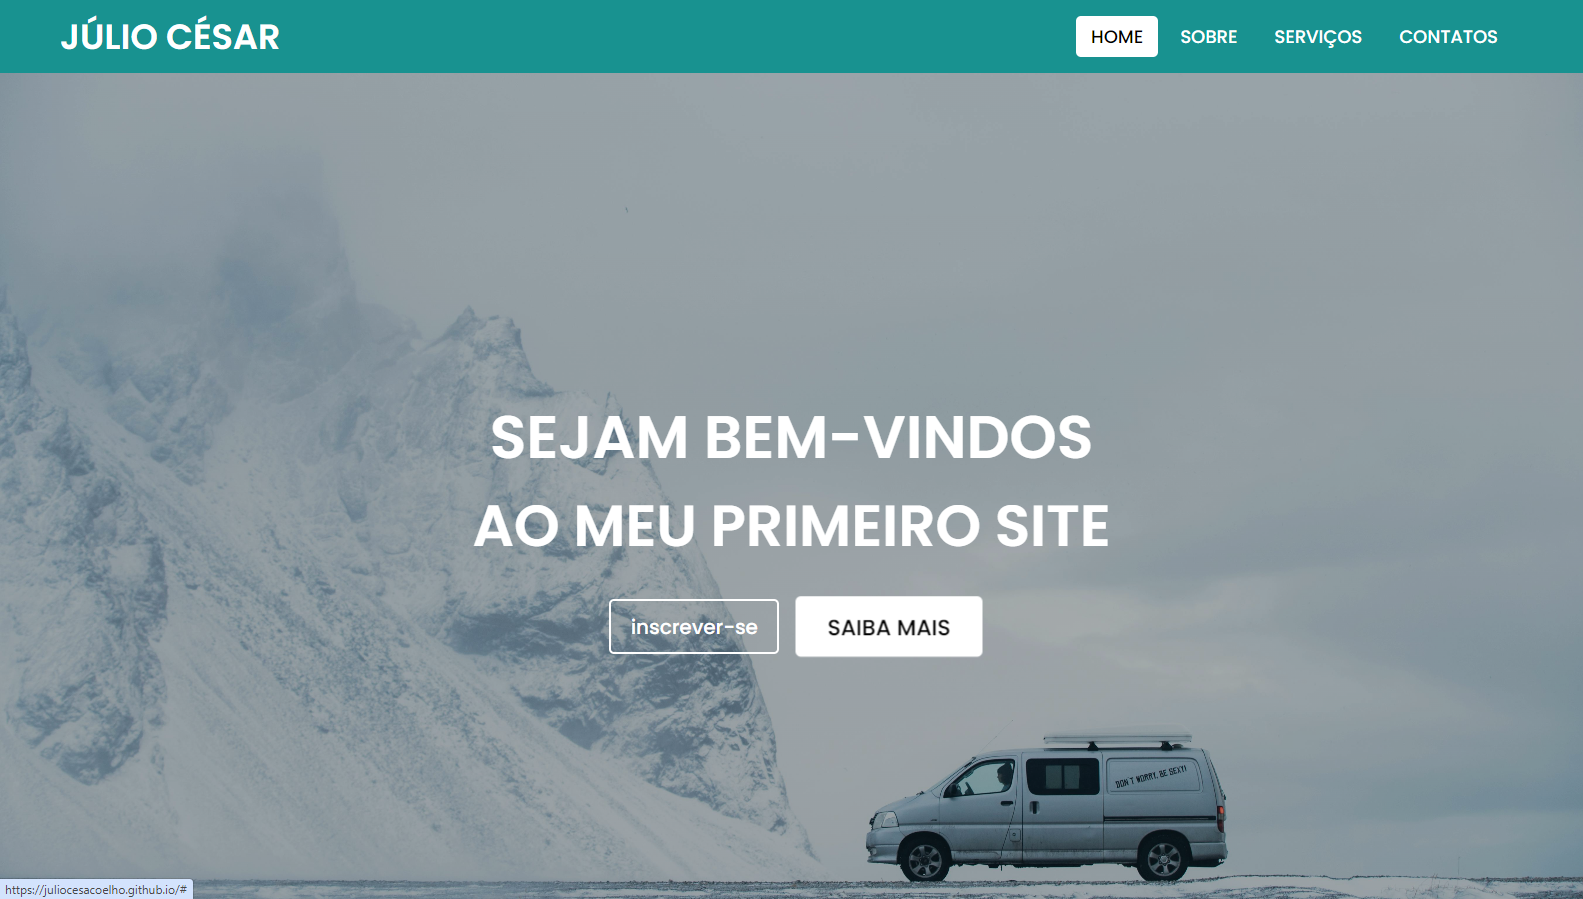 JÚLIO CÉSAR
HOME SOBRE SERVIÇOS CONTATOS
SEJAM BEM-VINDOS
AO MEU PRIMEIRO SITE
inscrever-se SAIBA MAIS
DON'T WORRY, BE SEXY!
https://juliocesacoelho.github.io/#